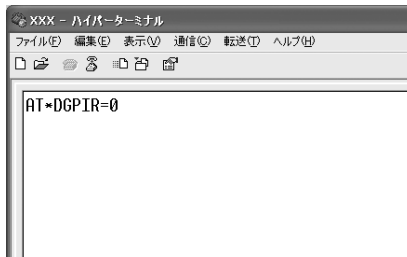 XXX - ハイパーターミナル
ファイル(F) 編集(E) 表示(V) 通信(C) 転送(T) ヘルプ(H)
AT*DGPIR=0